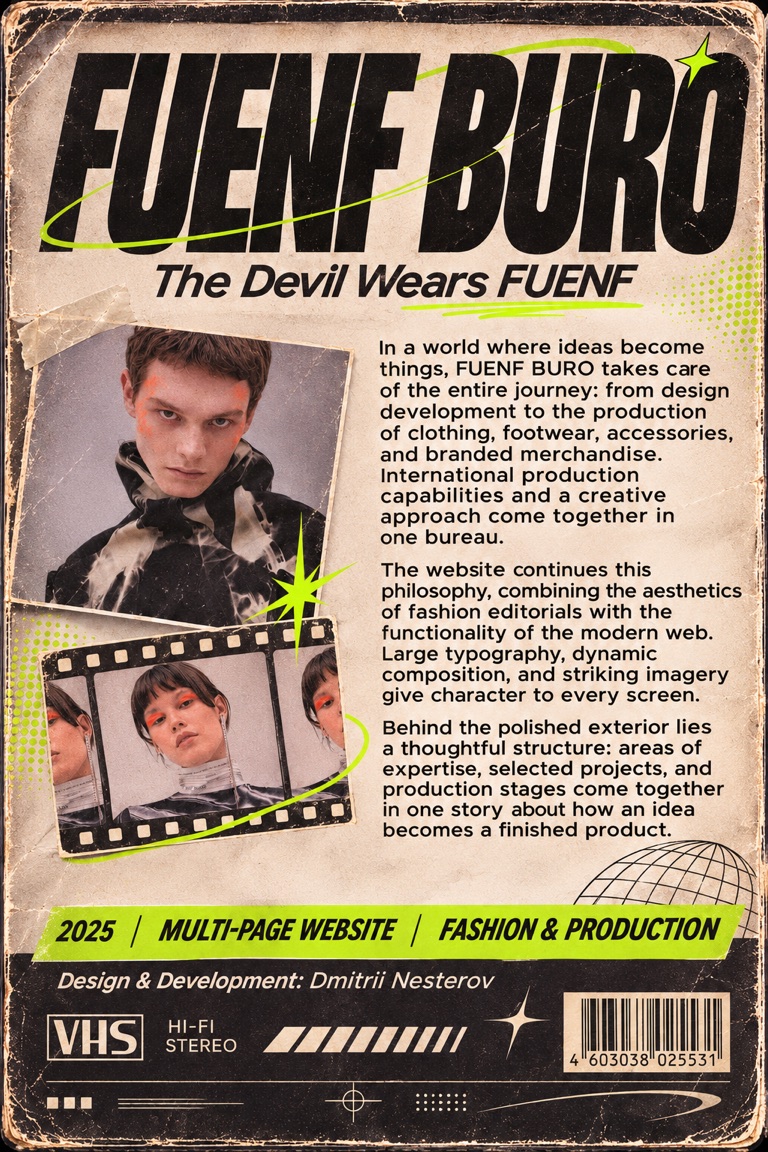 FUENF BURO
The Devil Wears FUENF
In a world where ideas become
things, FUENF BURO takes care
of the entire journey: from design
development to the production
of clothing, footwear, accessories,
and branded merchandise.
International production
capabilities and a creative
approach come together in
one bureau.
The website continues this
philosophy, combining the aesthetics
of fashion editorials with the
functionality of the modern web.
Large typography, dynamic
composition, and striking imagery
give character to every screen.
Behind the polished exterior lies
a thoughtful structure: areas of
expertise, selected projects, and
production stages come together
in one story about how an idea
becomes a finished product.
2025 / MULTI-PAGE WEBSITE / FASHION & PRODUCTION
Design & Development: Dmitrii Nesterov
VHS
HI-FI
STEREO
4 603038 025531